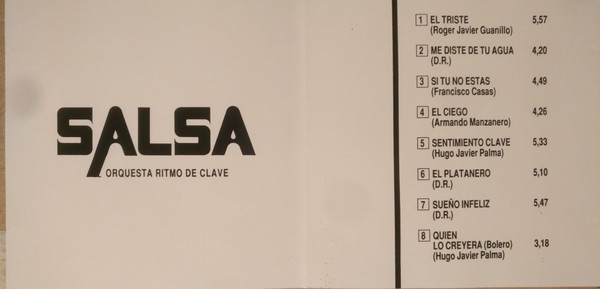 SALSA
ORQUESTA RITMO DE CLAVE
1 EL TRISTE 5,57
(Roger Javier Guanillo)
2 ME DISTE DE TU AGUA 4,20
(D.R.)
3 SI TU NO ESTAS 4,49
(Francisco Casas)
4 EL CIEGO 4,26
(Armando Manzanero)
5 SENTIMIENTO CLAVE 5,33
(Hugo Javier Palma)
6 EL PLATANERO 5,10
(D.R.)
7 SUEÑO INFELIZ 5,47
(D.R.)
8 QUIEN
LO CREYERA (Bolero) 3,18
(Hugo Javier Palma)